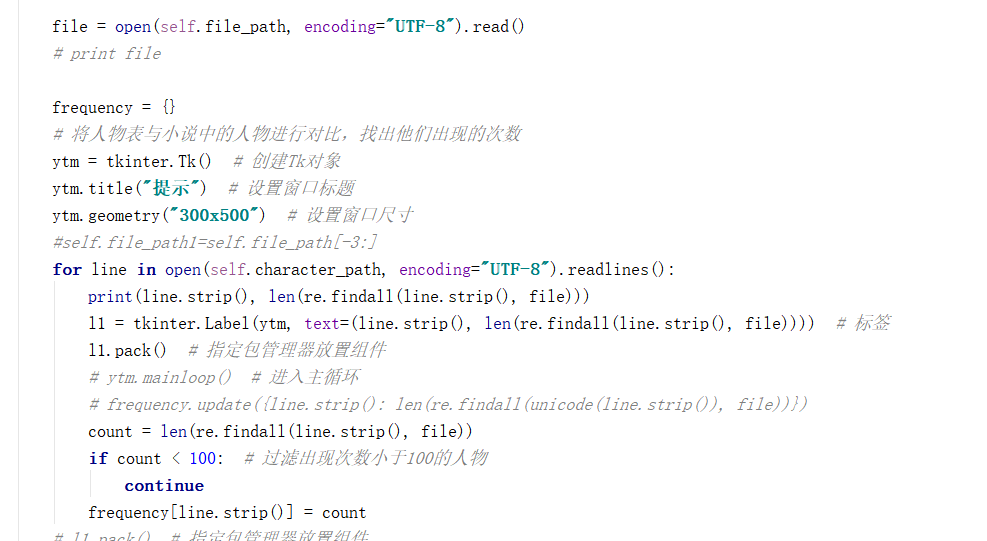 file = open(self.file_path, encoding="UTF-8").read()
# print file
frequency = {}
# 将人物表与小说中的人物进行对比，找出他们出现的次数
ytm = tkinter.Tk()  # 创建Tk对象
ytm.title("提示")  # 设置窗口标题
ytm.geometry("300x500")  # 设置窗口尺寸
#self.file_path1=self.file_path[-3:]
for line in open(self.character_path, encoding="UTF-8").readlines():
    print(line.strip(), len(re.findall(line.strip(), file)))
    l1 = tkinter.Label(ytm, text=(line.strip(), len(re.findall(line.strip(), file))))  # 标签
    l1.pack()  # 指定包管理器放置组件
    # ytm.mainloop()  # 进入主循环
    # frequency.update({line.strip(): len(re.findall(unicode(line.strip()), file))})
    count = len(re.findall(line.strip(), file))
    if count < 100:  # 过滤出现次数小于100的人物
        continue
    frequency[line.strip()] = count
# l1.pack()  # 指定包管理器放置组件